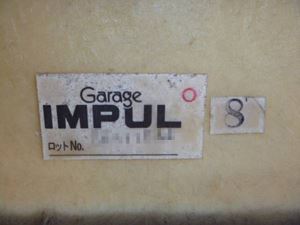 Garage
IMPUL
8
ロットNo.